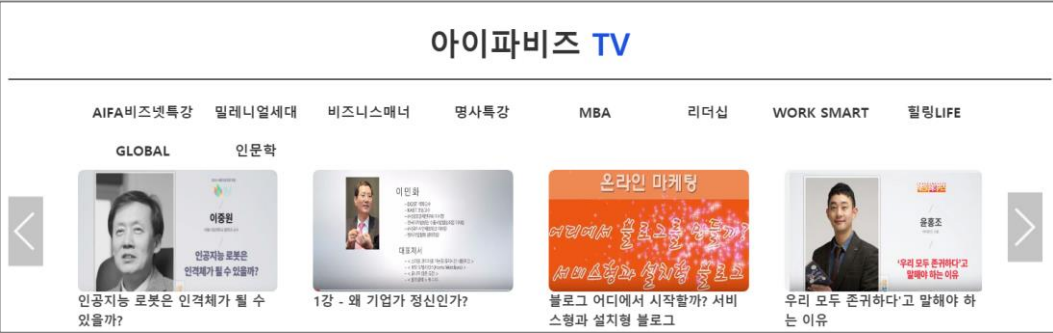 아이파비즈 TV
AIFA비즈넷특강 밀레니얼세대 비즈니스매너 명사특강 MBA 리더십 WORK SMART 힐링LIFE
GLOBAL 인문학
이중원
인공지능 로봇은
인격체가 될 수 있을까?
인공지능 로봇은 인격체가 될 수
있을까?
이민화
대표저서
1강 - 왜 기업가 정신인가?
온라인 마케팅
어디에서 블로그를 만들기?
서비스형과 설치형 블로그
블로그 어디에서 시작할까? 서비
스형과 설치형 블로그
윤홍조
'우리 모두 존귀하다'고
말해야 하는 이유
우리 모두 존귀하다'고 말해야 하
는 이유